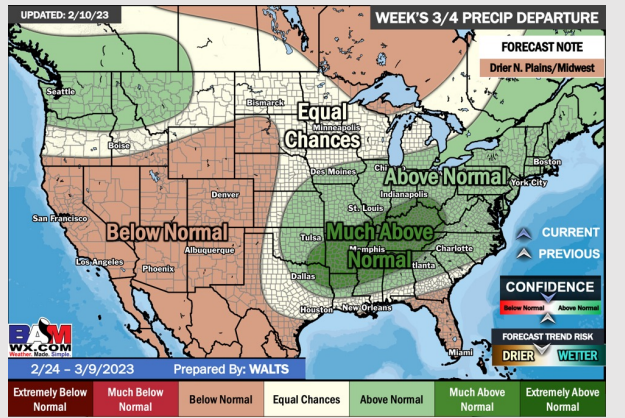 UPDATED: 2/10/23
WEEK'S 3/4 PRECIP DEPARTURE
FORECAST NOTE
Drier N. Plains/Midwest
Seattle
Bismarck
Equal
Chances
Minneapolis
Boise
Des Moines
Chi
Above Normal
Boston
York City
Indianapolis
Denver
St. Louis
San Francisco
Below Normal
Tulsa
Much Above
Normal
Memphis
Charlotte
CURRENT
Albuquerque
PREVIOUS
Los Angeles
Phoenix
tlanta
Dallas
CONFIDENCE
Below Normal
Above Normal
Houston
New Orleans
FORECAST TREND RISK
DRIER
WETTER
Miami
BAM
WX.COM
Weather. Made. Simple.
2/24 – 3/9/2023
Prepared By: WALTS
Extremely Below
Normal
Much Below
Normal
Below Normal
Equal Chances
Above Normal
Much Above
Normal
Extremely Above
Normal